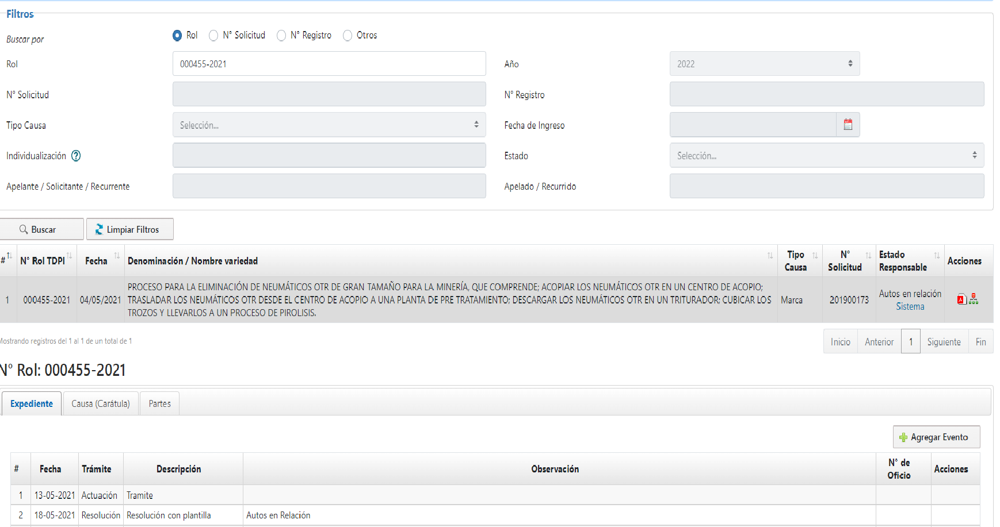 Filtros
Buscar por
Rol
N° Solicitud
N° Registro
Otros
Rol
000455-2021
Año
2022
N° Solicitud
N° Registro
Tipo Causa
Selección...
Fecha de Ingreso
Individualización ?
Estado
Selección...
Apelante / Solicitante / Recurrente
Apelado / Recurrido
Buscar
Limpiar Filtros
#
N° Rol TDPI
Fecha
Denominación / Nombre variedad
Tipo
Causa
N°
Solicitud
Estado
Responsable
Acciones
1
000455-2021
04/05/2021
PROCESO PARA LA ELIMINACIÓN DE NEUMÁTICOS OTR DE GRAN TAMAÑO PARA LA MINERÍA, QUE COMPRENDE; ACOPIAR LOS NEUMÁTICOS OTR EN UN CENTRO DE ACOPIO;
TRASLADAR LOS NEUMÁTICOS OTR DESDE EL CENTRO DE ACOPIO A UNA PLANTA DE PRE TRATAMIENTO; DESCARGAR LOS NEUMÁTICOS OTR EN UN TRITURADOR; CUBICAR LOS
TROZOS Y LLEVARLOS A UN PROCESO DE PIROLISIS.
Marca
201900173
Autos en relación
Sistema
Mostrando registros del 1 al 1 de un total de 1
Inicio
Anterior
1
Siguiente
Fin
N° Rol: 000455-2021
Expediente
Causa (Carátula)
Partes
Agregar Evento
#
Fecha
Trámite
Descripción
Observación
N° de
Oficio
Acciones
1
13-05-2021
Actuación
Tramite
2
18-05-2021
Resolución
Resolución con plantilla
Autos en Relación